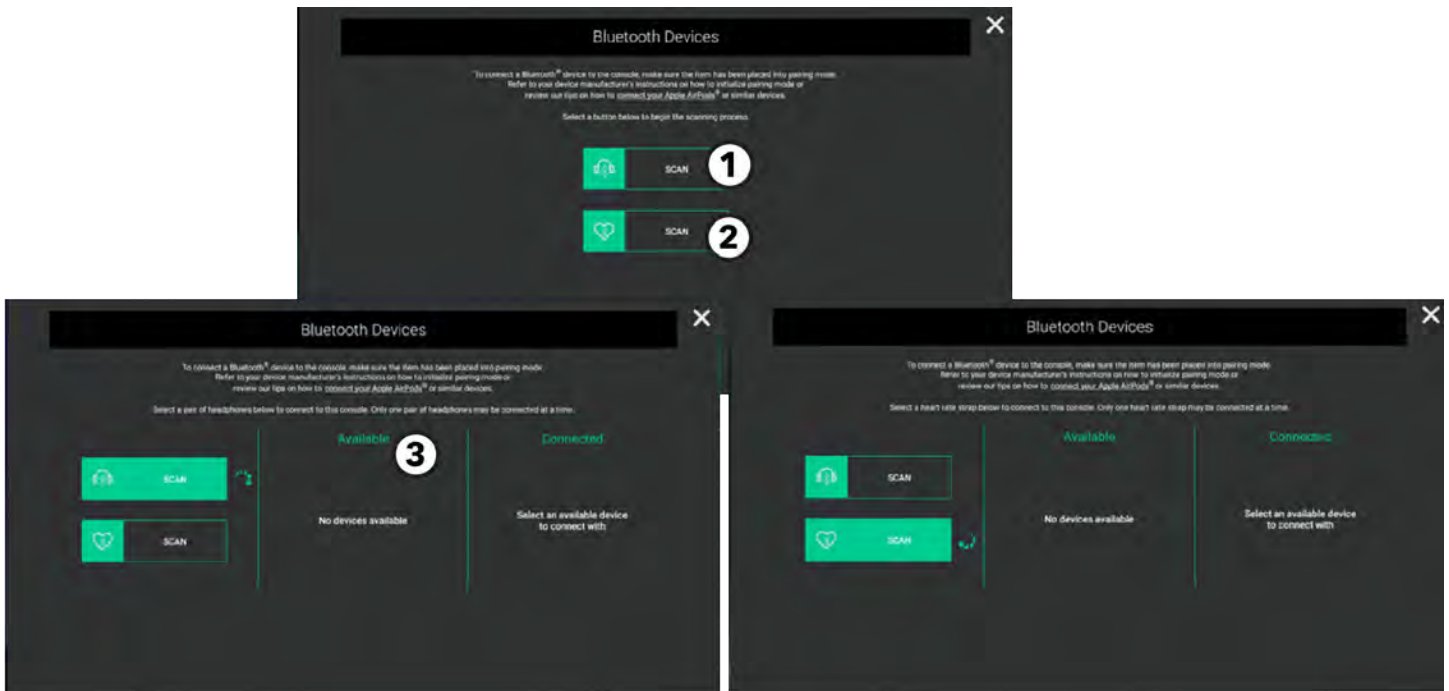 Bluetooth Devices
To connect a Bluetooth® device to the console, make sure the item has been placed into pairing mode.
Refer to your device manufacturer's instructions on how to initialize pairing mode or
review our tips on how to connect your Apple AirPods® or similar devices.
Select a button below to begin the scanning process.
SCAN
1
SCAN
2
Bluetooth Devices
To connect a Bluetooth® device to the console, make sure the item has been placed into pairing mode.
Refer to your device manufacturer's instructions on how to initialize pairing mode or
review our tips on how to connect your Apple AirPods® or similar devices.
Select a pair of headphones below to connect to this console. Only one pair of headphones may be connected at a time.
SCAN
SCAN
Available
3
No devices available
Connected
Select an available device
to connect with
Bluetooth Devices
To connect a Bluetooth® device to the console, make sure the item has been placed into pairing mode.
Refer to your device manufacturer's instructions on how to initialize pairing mode or
review our tips on how to connect your Apple AirPods® or similar devices.
Select a heart rate strap below to connect to this console. Only one heart rate strap may be connected at a time.
SCAN
SCAN
Available
No devices available
Connected
Select an available device
to connect with